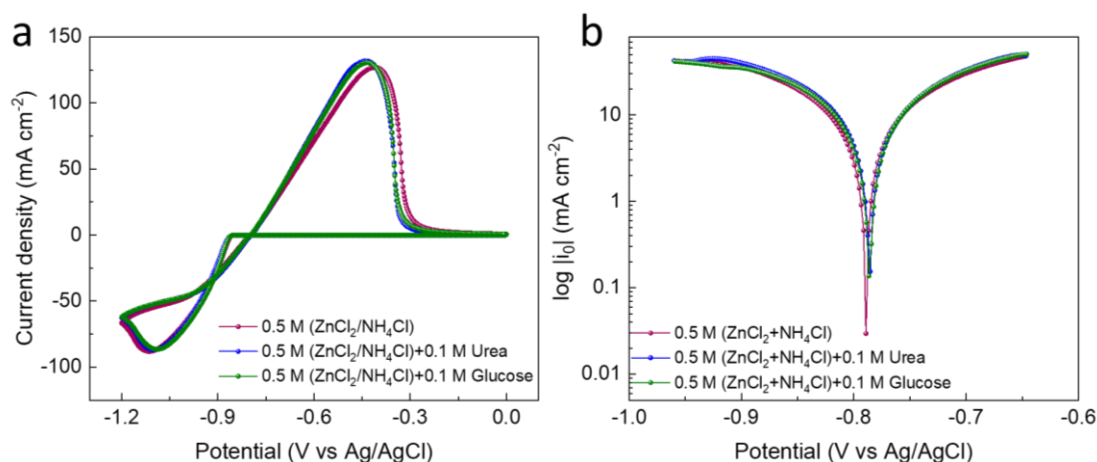 a
150
100
50
0
-50
-100
-1.2
-0.9
-0.6
-0.3
0.0
Current density (mA cm⁻²)
Potential (V vs Ag/AgCl)
0.5 M (ZnCl₂/NH₄Cl)
0.5 M (ZnCl₂/NH₄Cl)+0.1 M Urea
0.5 M (ZnCl₂/NH₄Cl)+0.1 M Glucose
b
10
1
0.1
0.01
-1.0
-0.9
-0.8
-0.7
-0.6
log |i₀| (mA cm⁻²)
Potential (V vs Ag/AgCl)
0.5 M (ZnCl₂+NH₄Cl)
0.5 M (ZnCl₂+NH₄Cl)+0.1 M Urea
0.5 M (ZnCl₂+NH₄Cl)+0.1 M Glucose